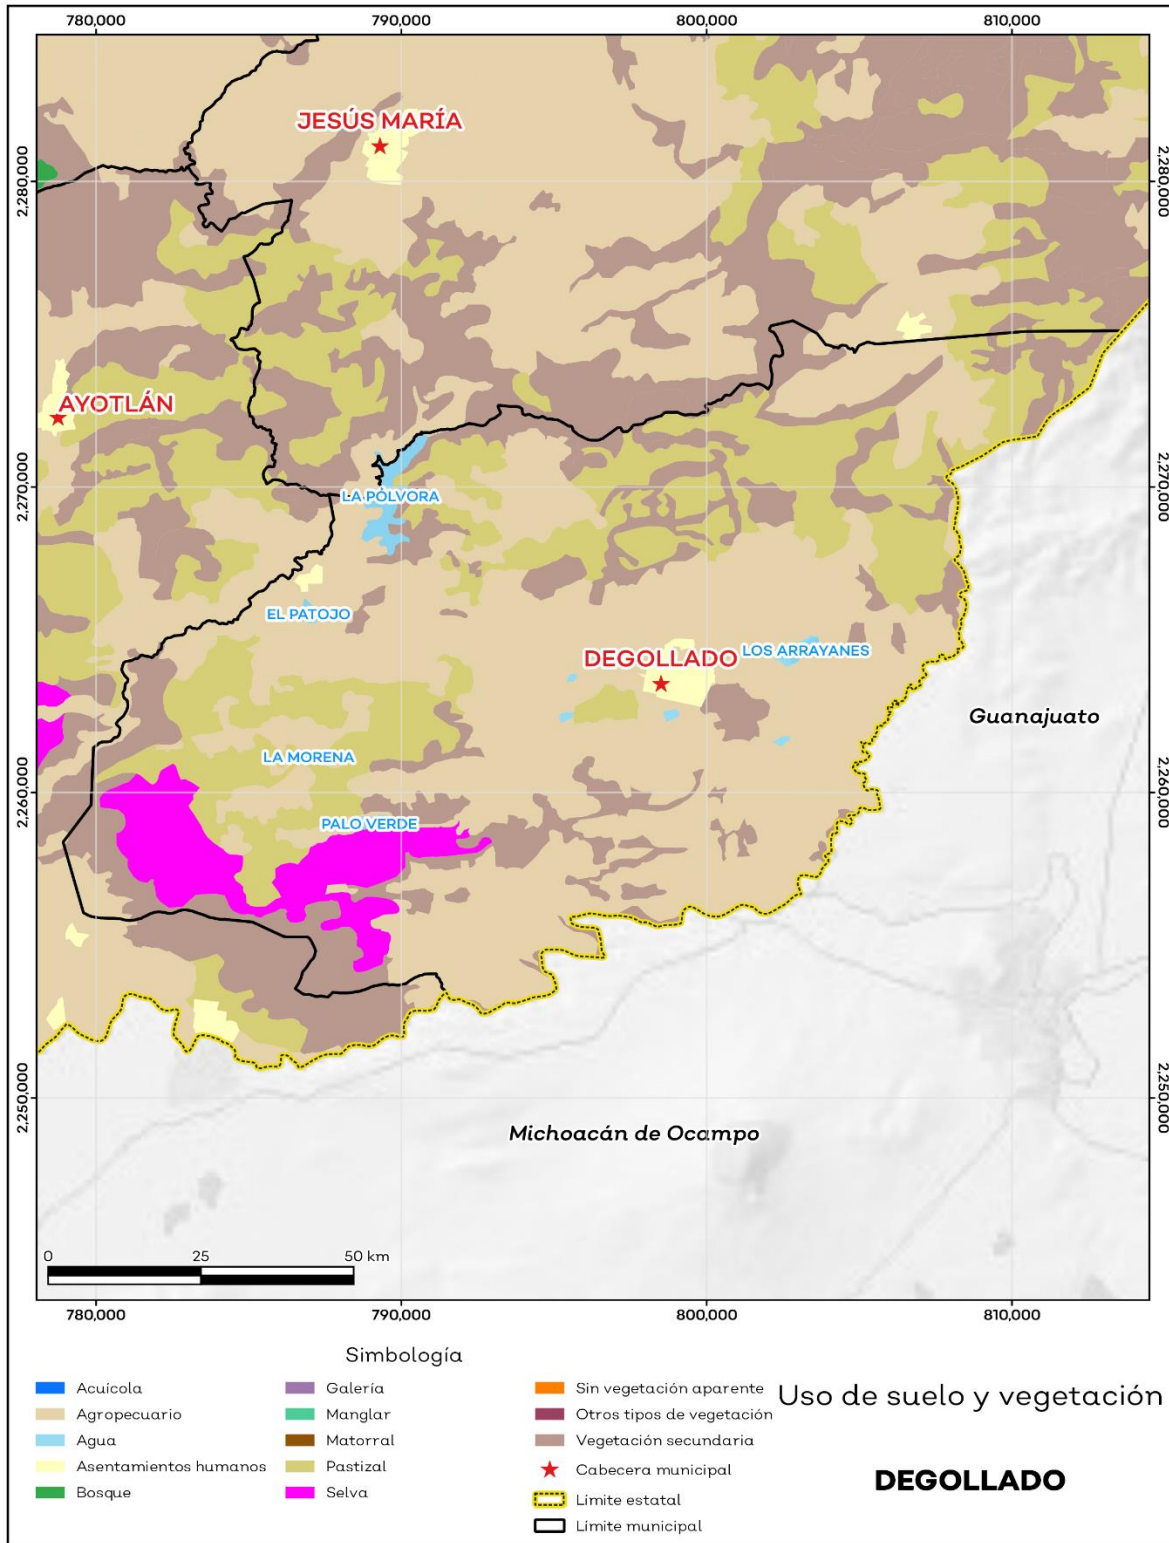 780,000 790,000 800,000 810,000
JESÚS MARÍA
2,280,000 2,280,000
AYOTLÁN
2,270,000 2,270,000
LA PÓLVORA
EL PATOJO
DEGOLLADO
LOS ARRAYANES
Guanajuato
LA MORENA
2,260,000 2,260,000
PALO VERDE
2,250,000 2,250,000
Michoacán de Ocampo
0 25 50 km
780,000 790,000 800,000 810,000
Simbología
Acuícola
Agropecuario
Agua
Asentamientos humanos
Bosque
Galería
Manglar
Matorral
Pastizal
Selva
Sin vegetación aparente
Otros tipos de vegetación
Vegetación secundaria
Cabecera municipal
Límite estatal
Límite municipal
Uso de suelo y vegetación
DEGOLLADO